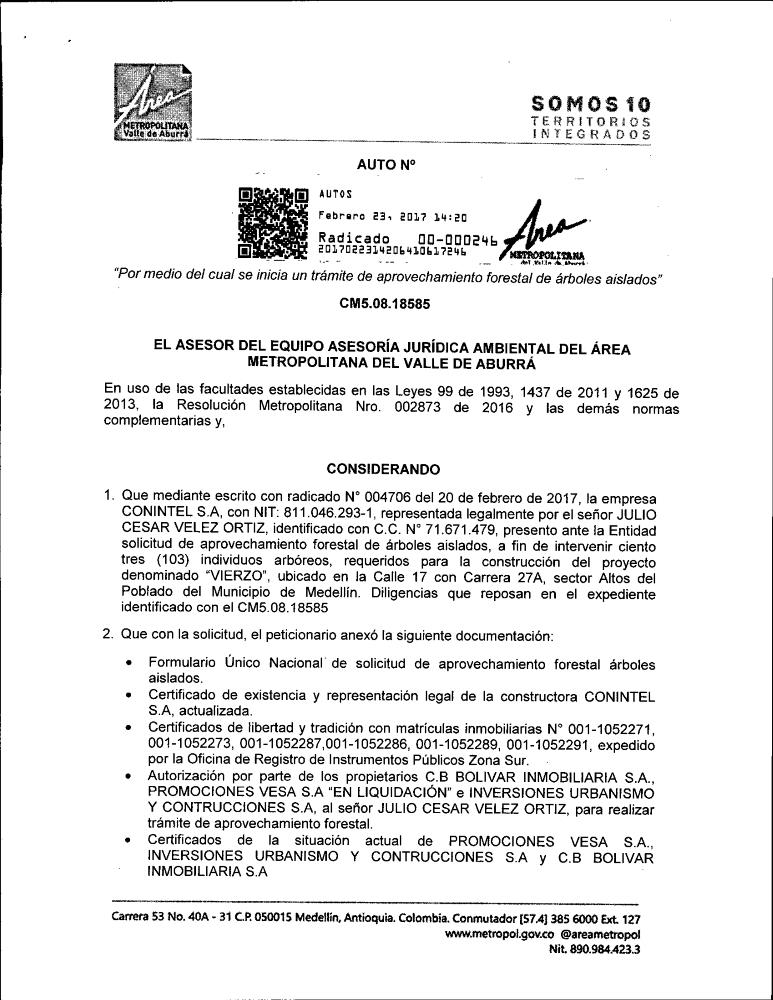 Área
METROPOLITANA
Valle de Aburrá
SOMOS 10
TERRITORIOS
INTEGRADOS
AUTO Nº
AUTOS
Febrero 23, 2017 14:20
Radicado 00-000246
2017022314206410617246
Área
METROPOLITANA
del Valle de Aburrá
"Por medio del cual se inicia un trámite de aprovechamiento forestal de árboles aislados"
CM5.08.18585
EL ASESOR DEL EQUIPO ASESORÍA JURÍDICA AMBIENTAL DEL ÁREA
METROPOLITANA DEL VALLE DE ABURRÁ
En uso de las facultades establecidas en las Leyes 99 de 1993, 1437 de 2011 y 1625 de
2013, la Resolución Metropolitana Nro. 002873 de 2016 y las demás normas
complementarias y,
CONSIDERANDO
1. Que mediante escrito con radicado N° 004706 del 20 de febrero de 2017, la empresa
CONINTEL S.A, con NIT: 811.046.293-1, representada legalmente por el señor JULIO
CESAR VELEZ ORTIZ, identificado con C.C. N° 71.671.479, presento ante la Entidad
solicitud de aprovechamiento forestal de árboles aislados, a fin de intervenir ciento
tres (103) individuos arbóreos, requeridos para la construcción del proyecto
denominado "VIERZO", ubicado en la Calle 17 con Carrera 27A, sector Altos del
Poblado del Municipio de Medellín. Diligencias que reposan en el expediente
identificado con el CM5.08.18585
2. Que con la solicitud, el peticionario anexó la siguiente documentación:
• Formulario Único Nacional de solicitud de aprovechamiento forestal árboles
aislados.
• Certificado de existencia y representación legal de la constructora CONINTEL
S.A, actualizada.
• Certificados de libertad y tradición con matrículas inmobiliarias N° 001-1052271,
001-1052273, 001-1052287,001-1052286, 001-1052289, 001-1052291, expedido
por la Oficina de Registro de Instrumentos Públicos Zona Sur.
• Autorización por parte de los propietarios C.B BOLIVAR INMOBILIARIA S.A.,
PROMOCIONES VESA S.A "EN LIQUIDACIÓN" e INVERSIONES URBANISMO
Y CONTRUCCIONES S.A, al señor JULIO CESAR VELEZ ORTIZ, para realizar
trámite de aprovechamiento forestal.
• Certificados de la situación actual de PROMOCIONES VESA S.A.,
INVERSIONES URBANISMO Y CONTRUCCIONES S.A y C.B BOLIVAR
INMOBILIARIA S.A
Carrera 53 No. 40A - 31 C.P. 050015 Medellín, Antioquia. Colombia. Conmutador [57.4] 385 6000 Ext. 127
www.metropol.gov.co @areametropol
Nit. 890.984.423.3